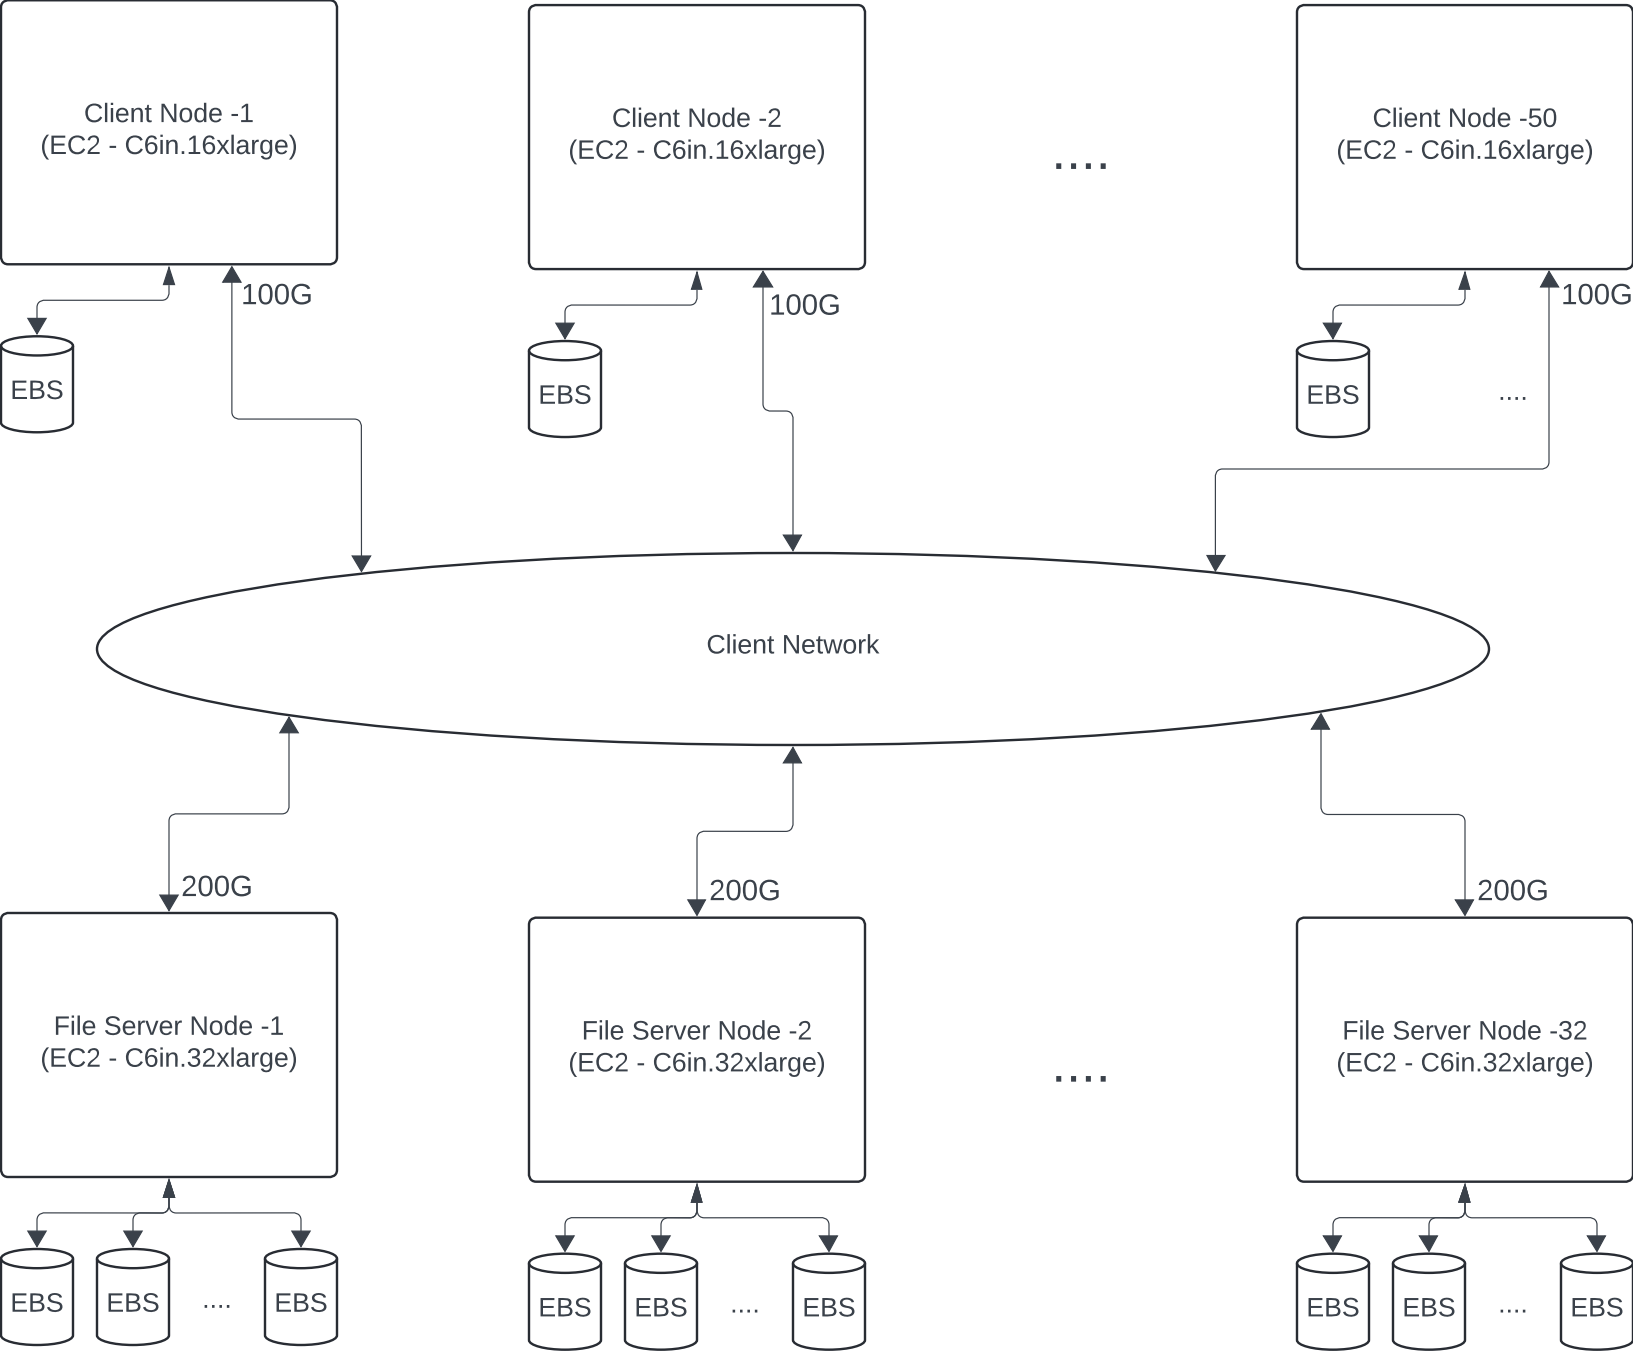 Client Node -1
(EC2 - C6in.16xlarge)
Client Node -2
(EC2 - C6in.16xlarge)
....
Client Node -50
(EC2 - C6in.16xlarge)
100G
100G
100G
EBS
EBS
EBS
....
Client Network
200G
200G
200G
File Server Node -1
(EC2 - C6in.32xlarge)
File Server Node -2
(EC2 - C6in.32xlarge)
....
File Server Node -32
(EC2 - C6in.32xlarge)
EBS
EBS
....
EBS
EBS
EBS
....
EBS
EBS
EBS
....
EBS